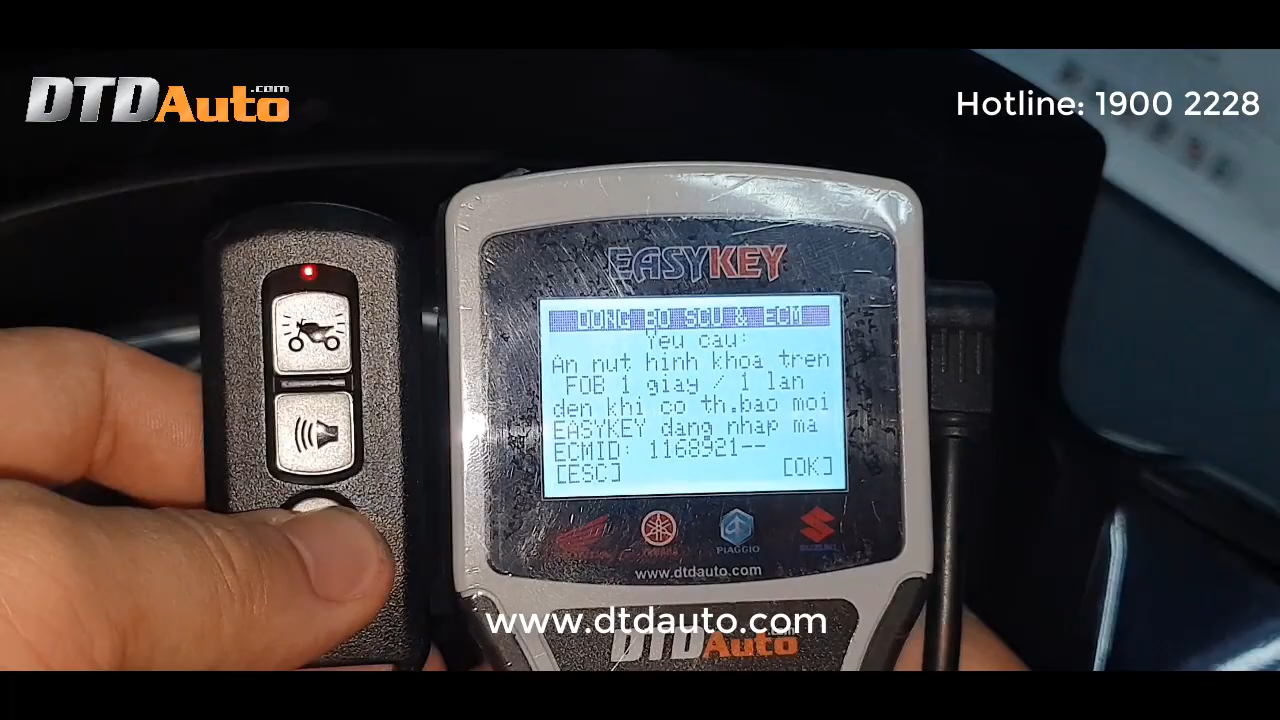 DTDAuto.com
Hotline: 1900 2228
EASYKEY
DONG BO SCU & ECM
Yeu cau:
An nut hinh khoa tren
FOB 1 giay / 1 lan
den khi co th.bao moi
EASYKEY dang nhap ma
ECMID: 1168921--
[ESC] [OK]
YAMAHA PIAGGIO SUZUKI
www.dtdauto.com
www.dtdauto.com
DTDAuto.com